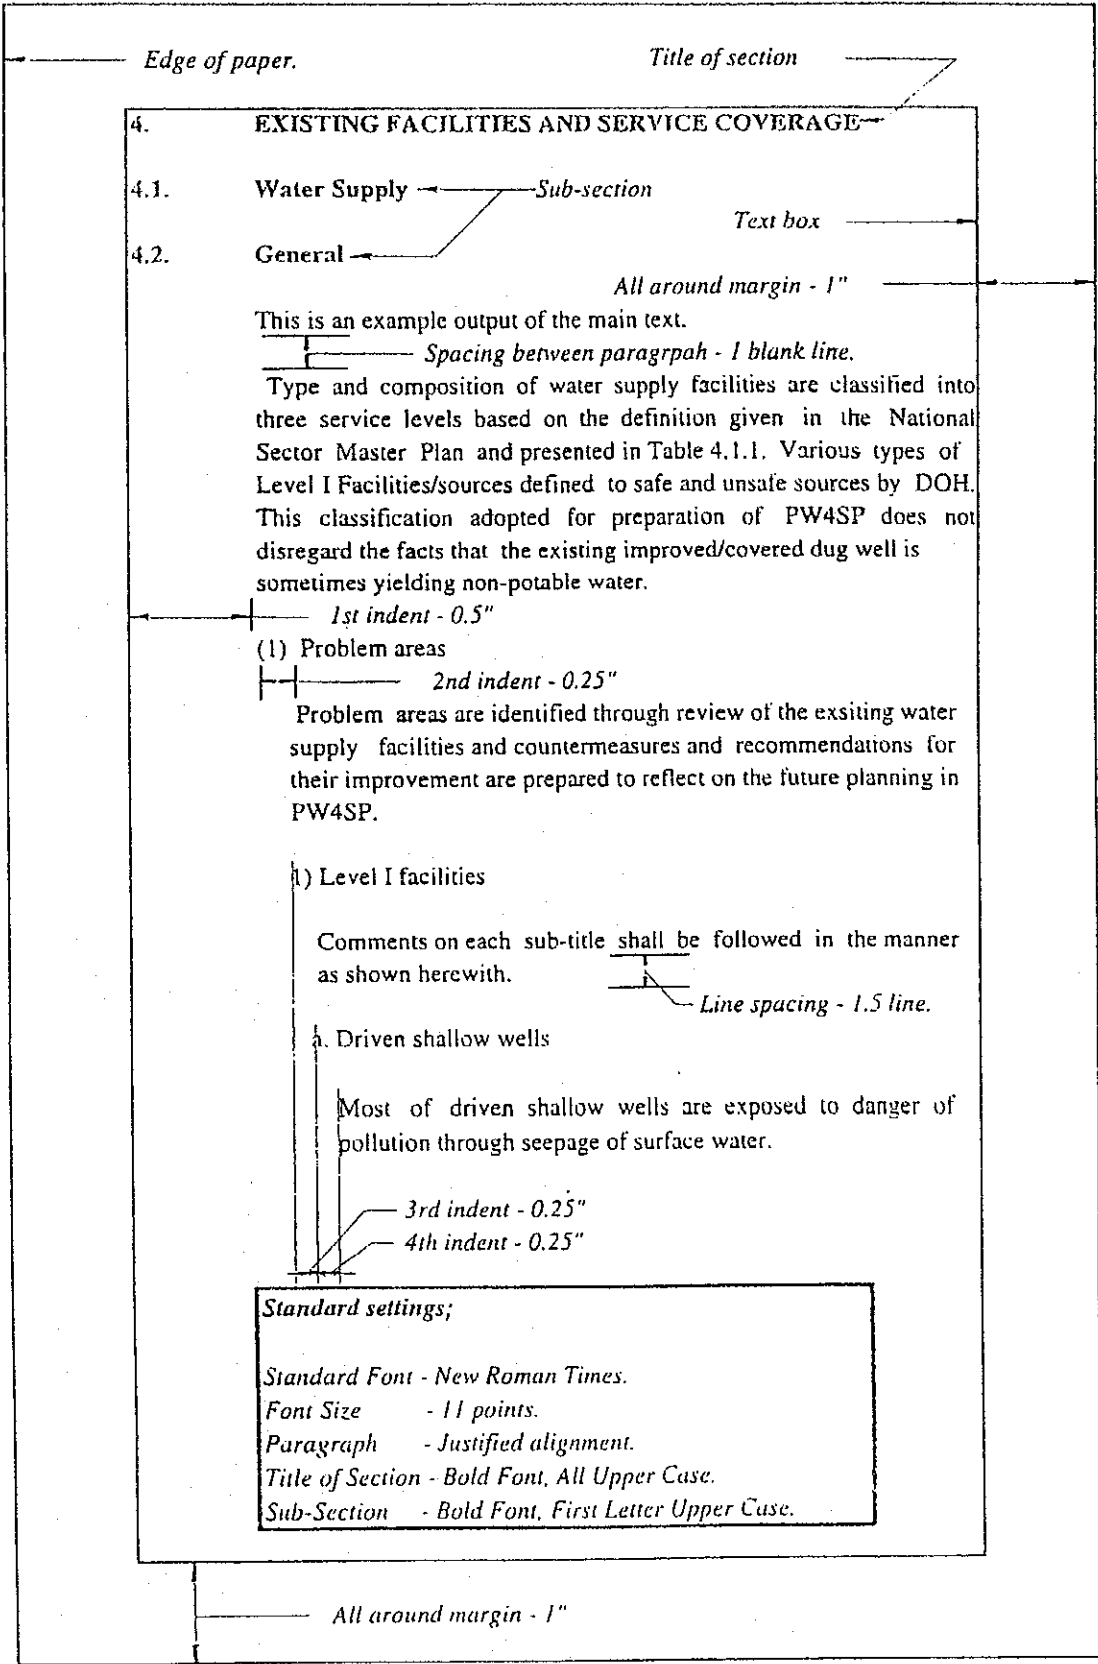 Edge of paper.
Title of section
4. EXISTING FACILITIES AND SERVICE COVERAGE
4.1. Water Supply
Sub-section
Text box
4.2. General
All around margin - 1"
This is an example output of the main text.
Spacing between paragrpah - 1 blank line.
Type and composition of water supply facilities are classified into
three service levels based on the definition given in the National
Sector Master Plan and presented in Table 4.1.1. Various types of
Level I Facilities/sources defined to safe and unsafe sources by DOH.
This classification adopted for preparation of PW4SP does not
disregard the facts that the existing improved/covered dug well is
sometimes yielding non-potable water.
1st indent - 0.5"
(1) Problem areas
2nd indent - 0.25"
Problem areas are identified through review of the exsiting water
supply facilities and countermeasures and recommendations for
their improvement are prepared to reflect on the future planning in
PW4SP.
1) Level I facilities
Comments on each sub-title shall be followed in the manner
as shown herewith.
Line spacing - 1.5 line.
a. Driven shallow wells
Most of driven shallow wells are exposed to danger of
pollution through seepage of surface water.
3rd indent - 0.25"
4th indent - 0.25"
Standard settings;
Standard Font - New Roman Times.
Font Size - 11 points.
Paragraph - Justified alignment.
Title of Section - Bold Font, All Upper Case.
Sub-Section - Bold Font, First Letter Upper Case.
All around margin - 1"